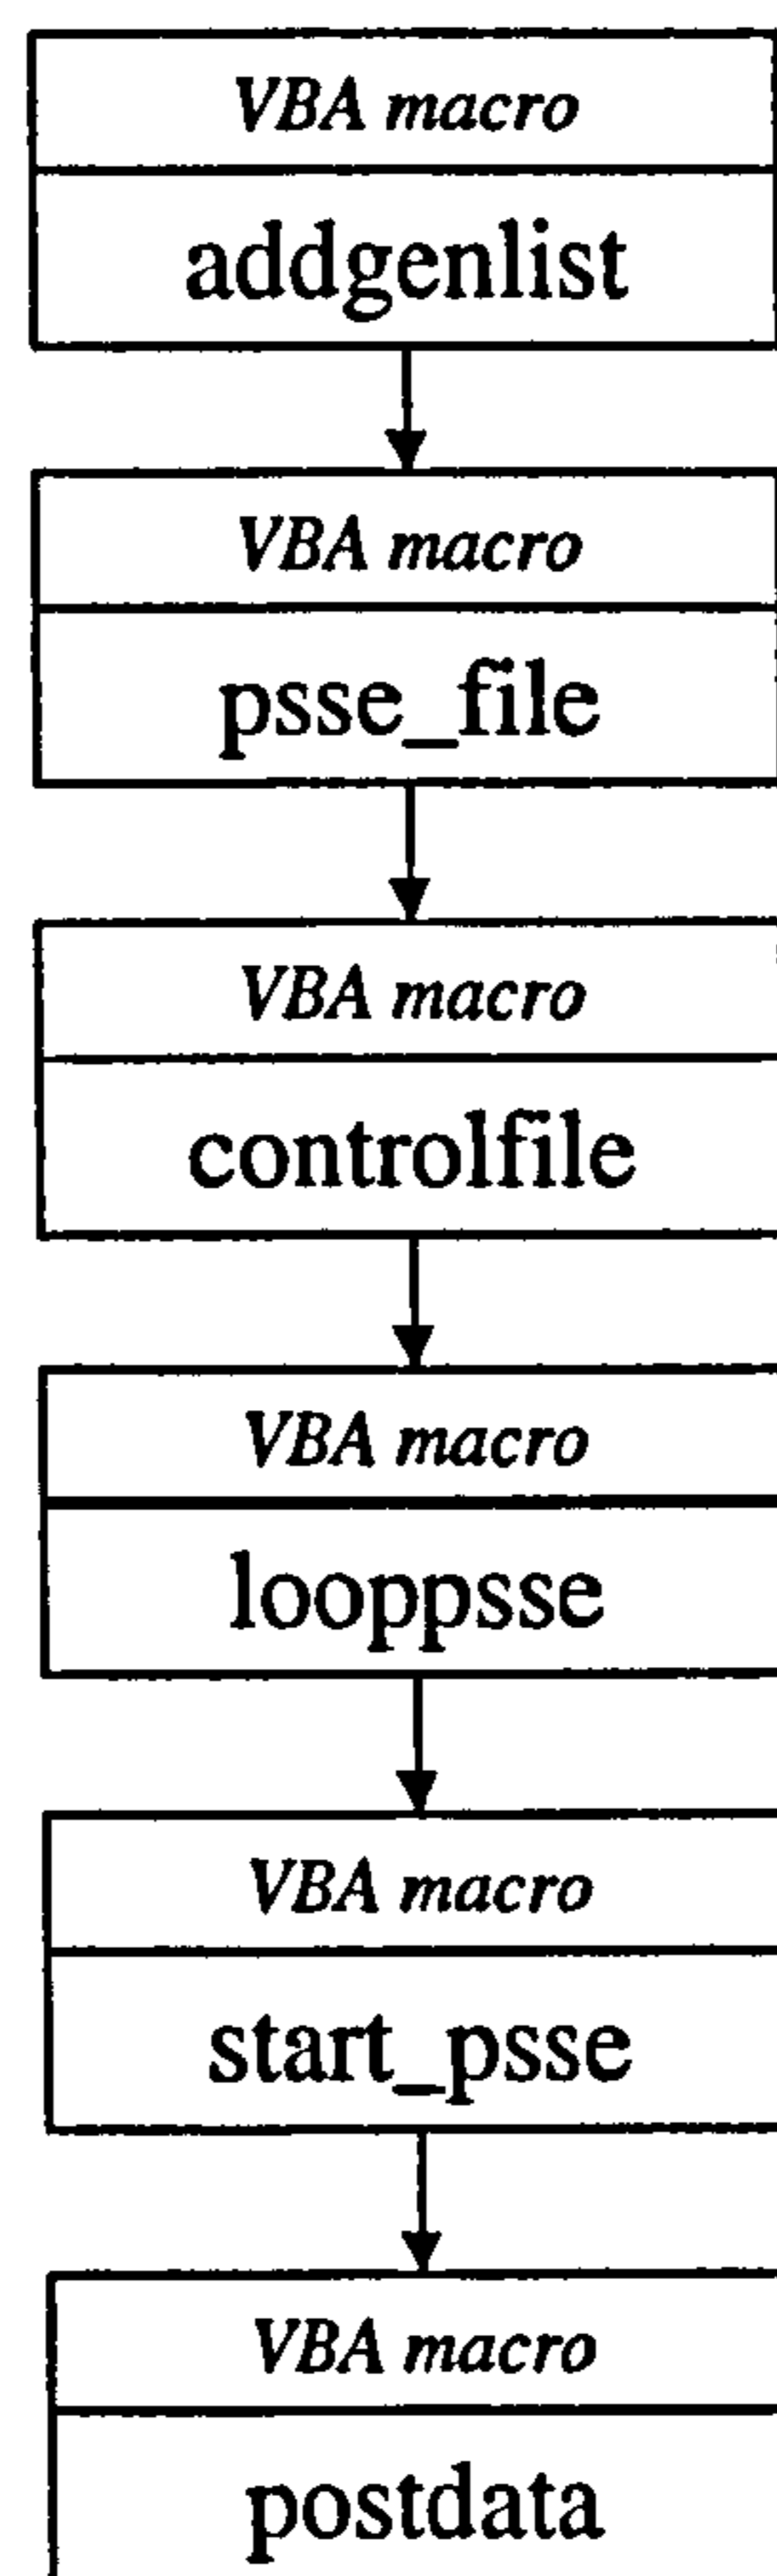 VBA macro
addgenlist
VBA macro
psse_file
VBA macro
controlfile
VBA macro
looppsse
VBA macro
start_psse
VBA macro
postdata